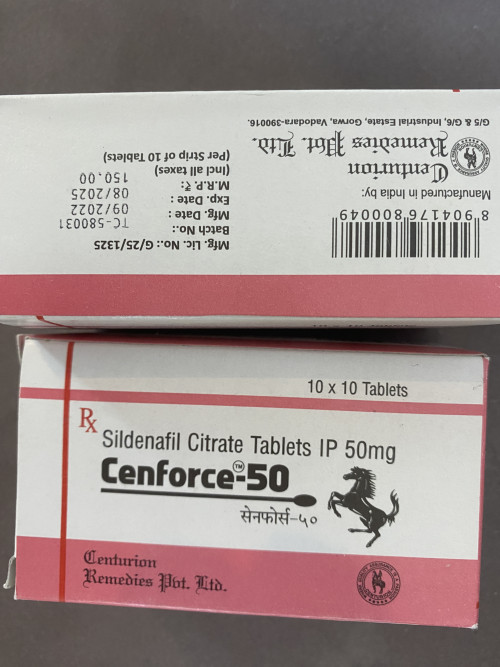 Mfg. Lic. No.: G/25/1325
Batch No.: TC-580031
Mfg. Date : 09/2022
Exp. Date : 08/2025
M.R.P. ₹: 150.00
(Incl all taxes)
(Per Strip of 10 Tablets)
8 904176 800049
Manufactured in India by:
Centurion
Remedies Pvt. Ltd.
G/5 & G/6, Industrial Estate, Gorwa, Vadodara-390016.
10 x 10 Tablets
Rx
Sildenafil Citrate Tablets IP 50mg
Cenforce™-50
सेनफोर्स-५०
Centurion
Remedies Pvt. Ltd.